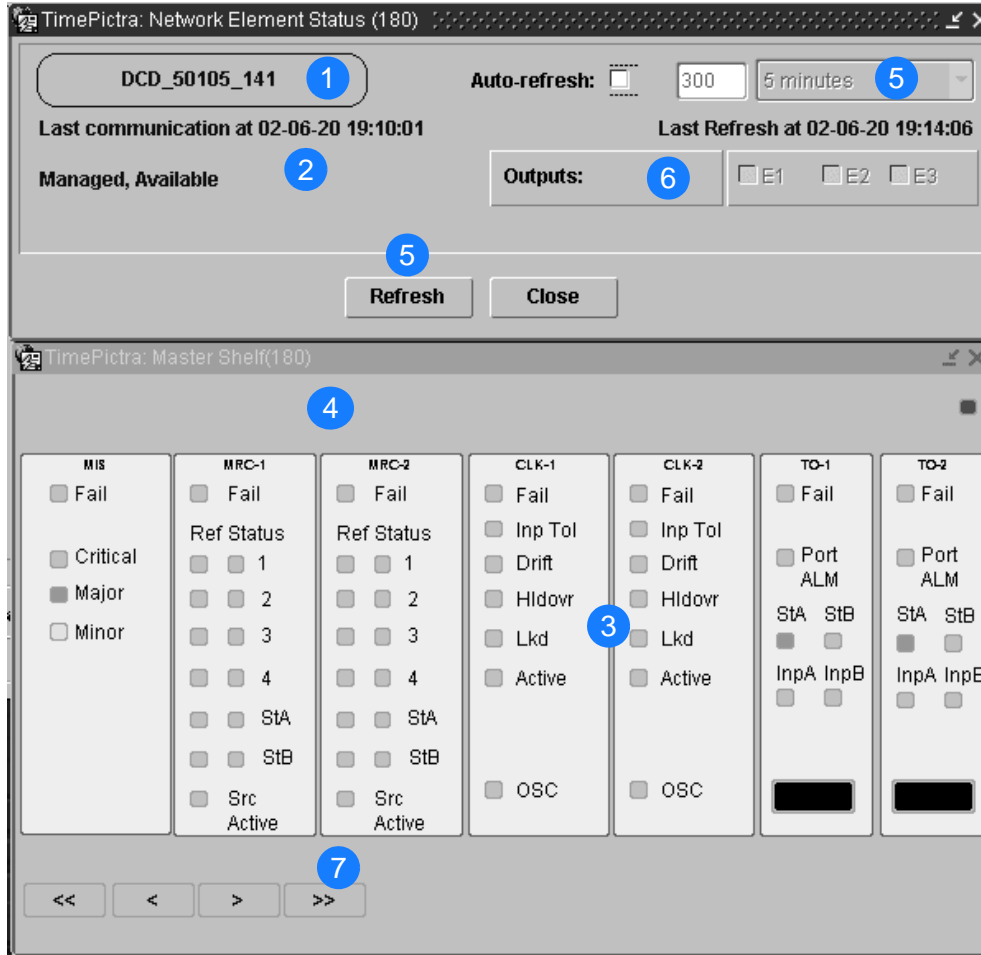 TimePictra: Network Element Status (180)
DCD_50105_141 1
Auto-refresh: 300 5 minutes 5
Last communication at 02-06-20 19:10:01
Last Refresh at 02-06-20 19:14:06
2
Managed, Available
Outputs: 6 E1 E2 E3
5
Refresh Close
TimePictra: Master Shelf(180)
4
MIS
Fail
Critical
Major
Minor
MRC-1
Fail
Ref Status
1
2
3
4
StA
StB
Src
Active
MRC-2
Fail
Ref Status
1
2
3
4
StA
StB
Src
Active
CLK-1
Fail
Inp Tol
Drift
Hldovr
Lkd
Active
OSC
3
CLK-2
Fail
Inp Tol
Drift
Hldovr
Lkd
Active
OSC
TO-1
Fail
Port
ALM
StA StB
InpA InpB
TO-2
Fail
Port
ALM
StA StB
InpA InpB
7
<< < > >>